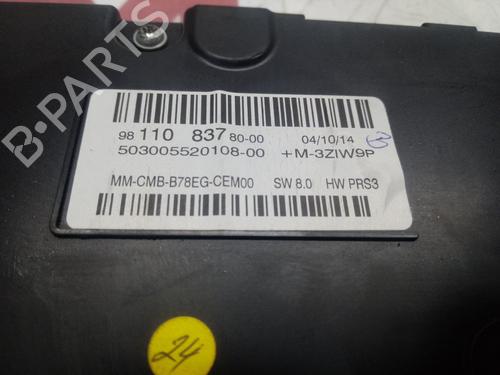 98 110 837 80-00 04/10/14
503005520108-00 +M-3ZIW9P
MM-CMB-B78EG-CEM00 SW 8.0 HW PRS3
24
B-PARTS